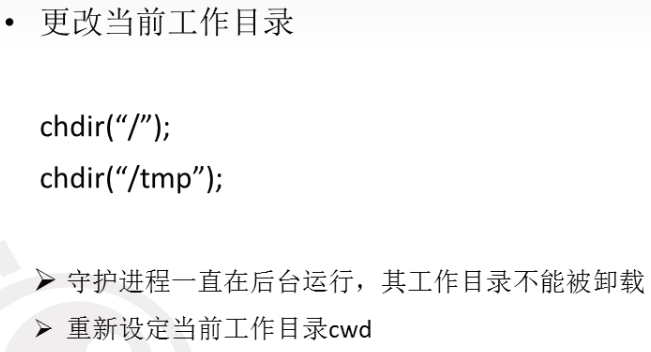 • 更改当前工作目录
chdir(“/”);
chdir(“/tmp”);
➢ 守护进程一直在后台运行，其工作目录不能被卸载
➢ 重新设定当前工作目录cwd